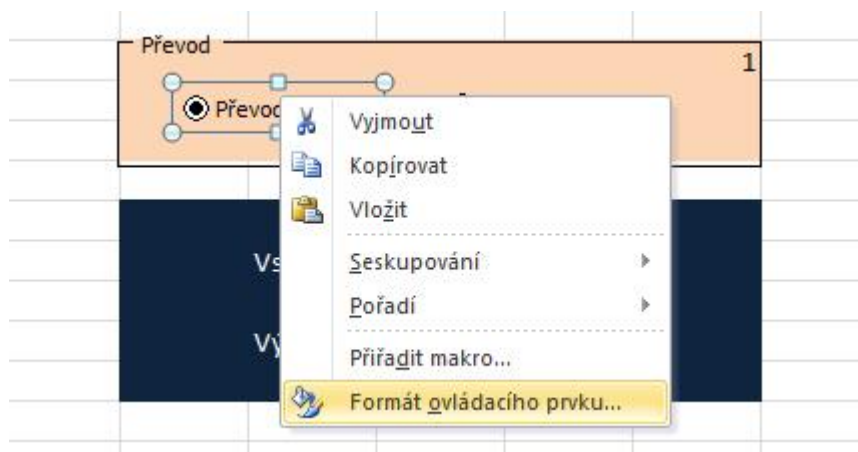 Převod
1
Převod
Vyjmout
Kopírovat
Vložit
Seskupování
Pořadí
Přiřadit makro...
Formát ovládacího prvku...